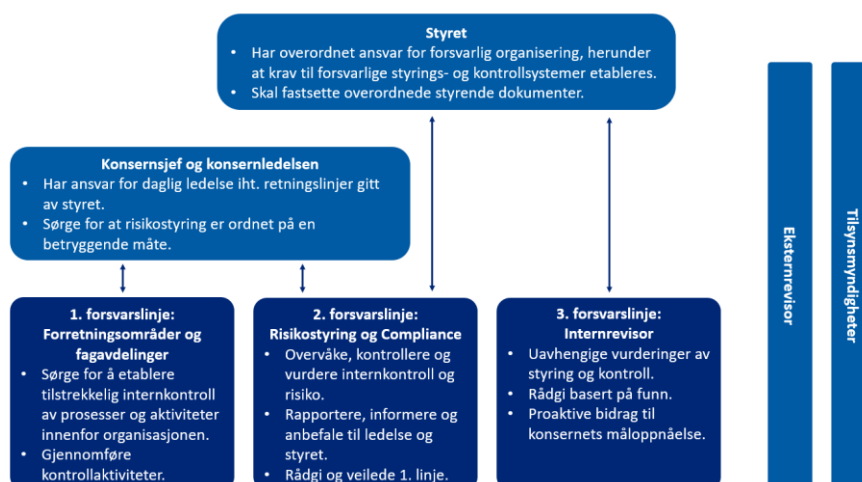 Styret
• Har overordnet ansvar for forsvarlig organisering, herunder
at krav til forsvarlige styrings- og kontrollsystemer etableres.
• Skal fastsette overordnede styrende dokumenter.
Konsernsjef og konsernledelsen
• Har ansvar for daglig ledelse iht. retningslinjer gitt
av styret.
• Sørge for at risikostyring er ordnet på en
betryggende måte.
1. forsvarslinje:
Forretningsområder og
fagavdelinger
• Sørge for å etablere
tilstrekkelig internkontroll
av prosesser og aktiviteter
innenfor organisasjonen.
• Gjennomføre
kontrollaktiviteter.
2. forsvarslinje:
Risikostyring og Compliance
• Overvåke, kontrollere og
vurdere internkontroll og
risiko.
• Rapportere, informere og
anbefale til ledelse og
styret.
• Rådgi og veilede 1. linje.
3. forsvarslinje:
Internrevisor
• Uavhengige vurderinger av
styring og kontroll.
• Rådgi basert på funn.
• Proaktive bidrag til
konsernets måloppnåelse.
Eksternrevisor
Tilsynsmyndigheter